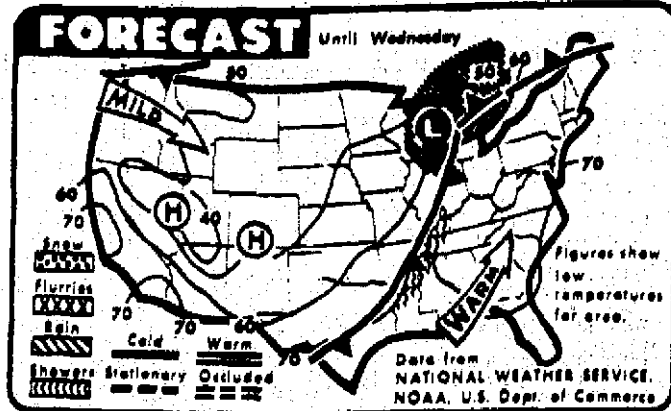 FORECAST
Until Wednesday
50
50
60
MILD
L
70
60
70
H
40
H
Snow
Flurries
Rain
Showers
70
70
60
70
Cold
Warm
Stationary
Occluded
WARM
Figures show
low
temperatures
for area.
Data from
NATIONAL WEATHER SERVICE,
NOAA, U.S. Dept. of Commerce